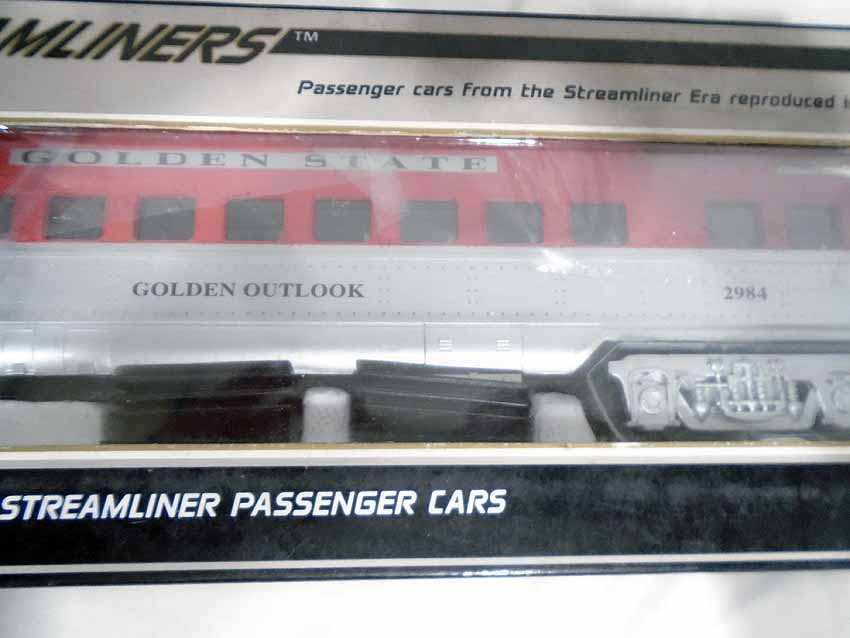 MLINERS™
Passenger cars from the Streamliner Era reproduced
GOLDEN STATE
GOLDEN OUTLOOK
2984
STREAMLINER PASSENGER CARS